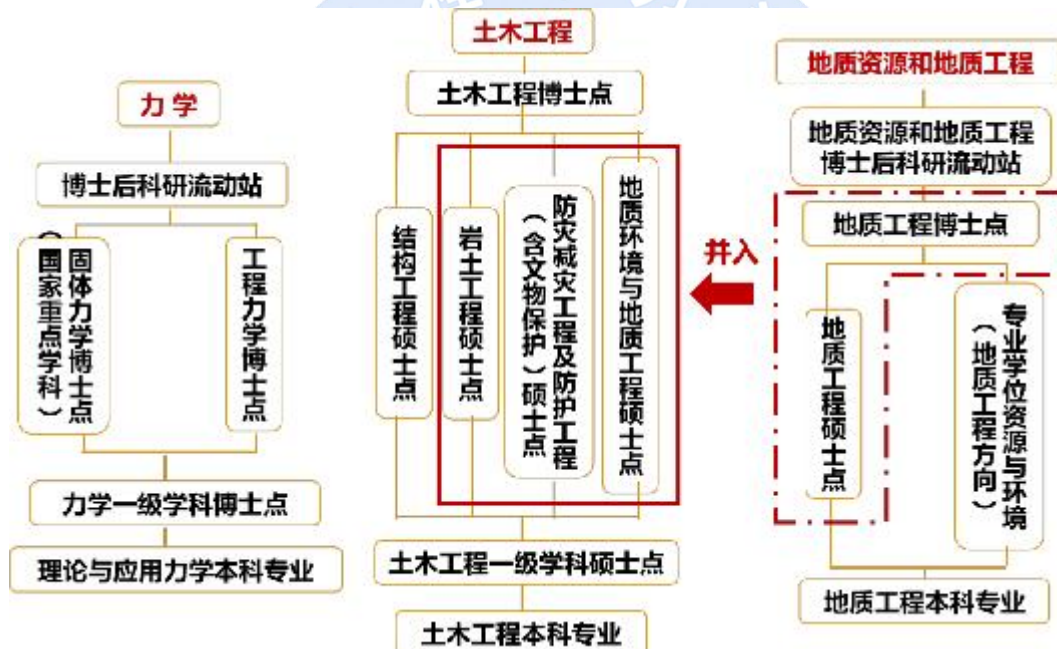 力学
博士后科研流动站
固体力学博士点
（国家重点学科）
工程力学博士点
力学一级学科博士点
理论与应用力学本科专业
土木工程
土木工程博士点
结构工程硕士点
岩土工程硕士点
防灾减灾工程及防护工程
（含文物保护）硕士点
地质环境与地质工程硕士点
土木工程一级学科硕士点
土木工程本科专业
并入
地质资源和地质工程
地质资源和地质工程
博士后科研流动站
地质工程博士点
地质工程硕士点
专业学位资源与环境
（地质工程方向）
地质工程本科专业